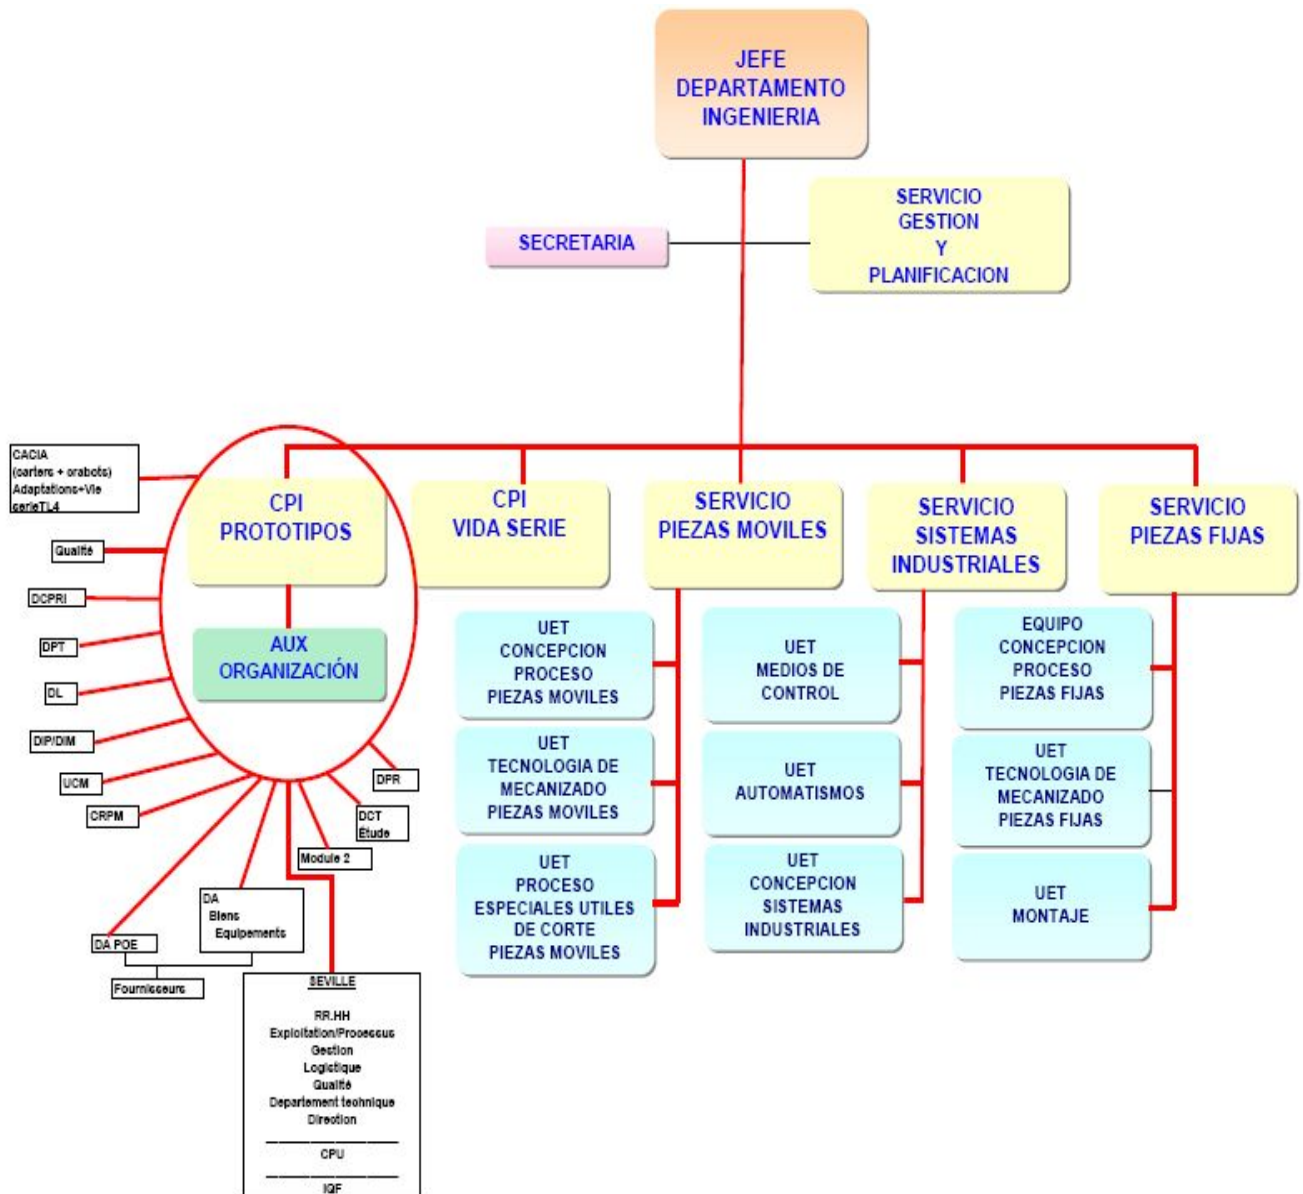 JEFE
DEPARTAMENTO
INGENIERIA
SERVICIO
GESTION
Y
PLANIFICACION
SECRETARIA
CACIA
(carters + crabots)
Adaptations+Vie
serieTL4
CPI
PROTOTIPOS
CPI
VIDA SERIE
SERVICIO
PIEZAS MOVILES
SERVICIO
SISTEMAS
INDUSTRIALES
SERVICIO
PIEZAS FIJAS
Qualité
DCPRI
DPT
DL
DIP/DIM
UCM
CRPM
AUX
ORGANIZACIÓN
DPR
DCT
Étude
Module 2
DA
Biens
Equipements
DA POE
Fournisseurs
UET
CONCEPCION
PROCESO
PIEZAS MOVILES
UET
TECNOLOGIA DE
MECANIZADO
PIEZAS MOVILES
UET
PROCESO
ESPECIALES UTILES
DE CORTE
PIEZAS MOVILES
UET
MEDIOS DE
CONTROL
UET
AUTOMATISMOS
UET
CONCEPCION
SISTEMAS
INDUSTRIALES
EQUIPO
CONCEPCION
PROCESO
PIEZAS FIJAS
UET
TECNOLOGIA DE
MECANIZADO
PIEZAS FIJAS
UET
MONTAJE
SEVILLE
RR.HH
Exploitation/Processus
Gestion
Logistique
Qualité
Departement technique
Direction
CPU
IQF